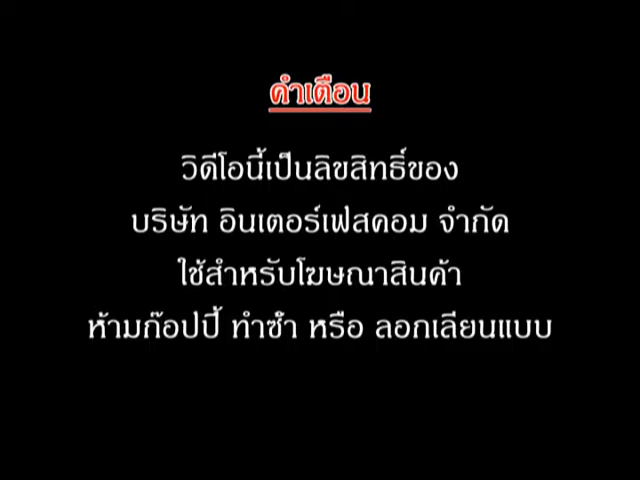 คำเตือน
วิดีโอนี้เป็นลิขสิทธิ์ของ
บริษัท อินเตอร์เฟสคอม จำกัด
ใช้สำหรับโฆษณาสินค้า
ห้ามก๊อปปี้ ทำซ้ำ หรือ ลอกเลียนแบบ